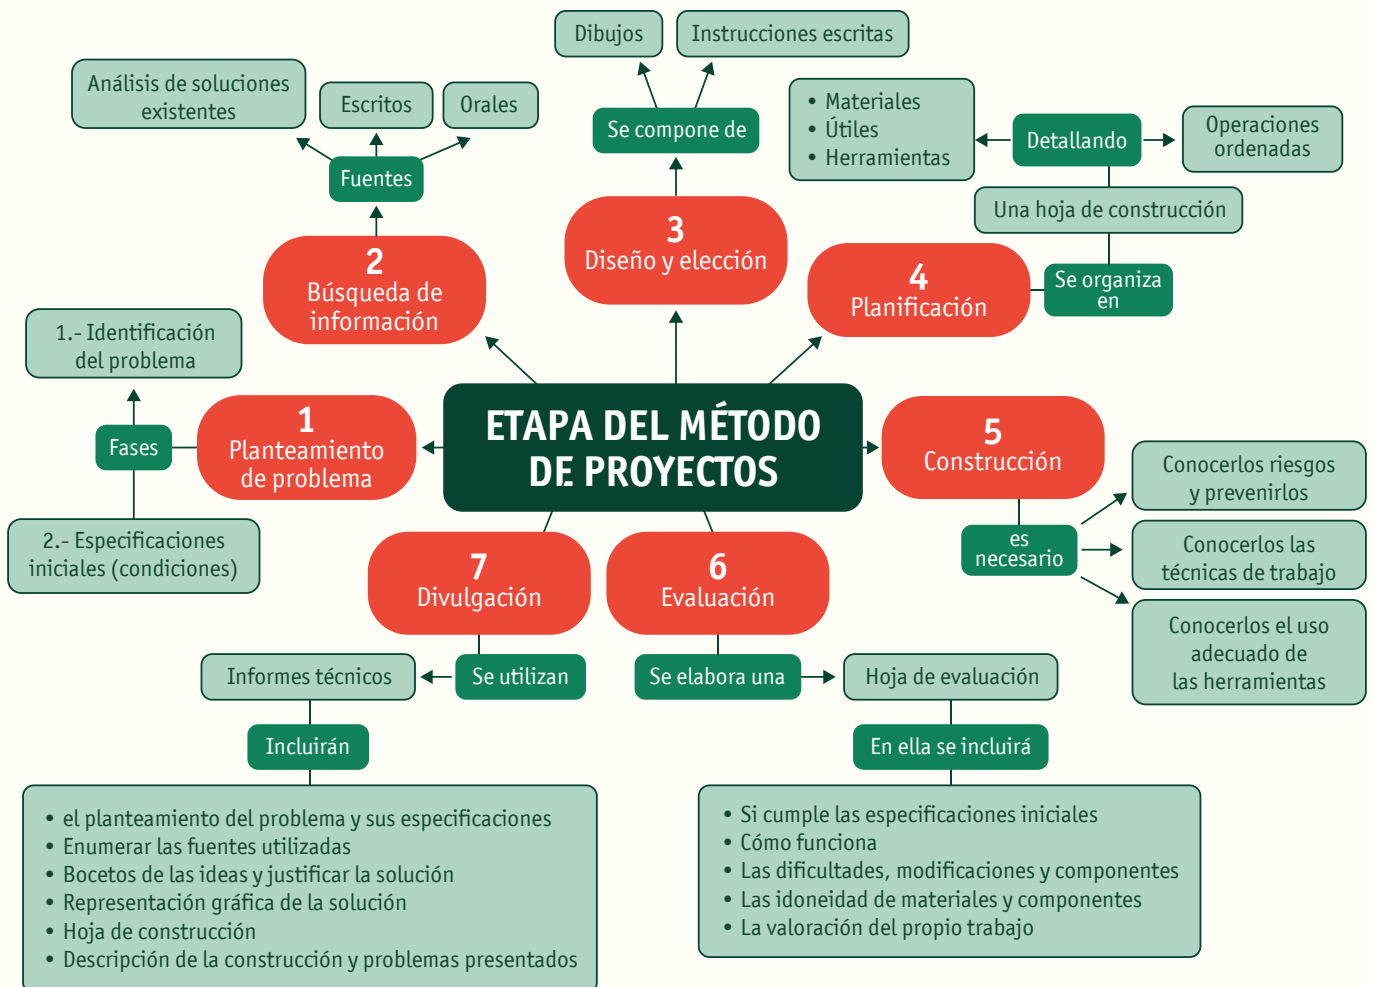 ETAPA DEL MÉTODO
DE PROYECTOS
1
Planteamiento
de problema
Fases
1.- Identificación
del problema
2.- Especificaciones
iniciales (condiciones)
2
Búsqueda de
información
Fuentes
Análisis de soluciones
existentes
Escritos
Orales
3
Diseño y elección
Se compone de
Dibujos
Instrucciones escritas
4
Planificación
Se organiza
en
Una hoja de construcción
Detallando
• Materiales
• Útiles
• Herramientas
Operaciones
ordenadas
5
Construcción
es
necesario
Conocerlos riesgos
y prevenirlos
Conocerlos las
técnicas de trabajo
Conocerlos el uso
adecuado de
las herramientas
6
Evaluación
Se elabora una
Hoja de evaluación
En ella se incluirá
• Si cumple las especificaciones iniciales
• Cómo funciona
• Las dificultades, modificaciones y componentes
• Las idoneidad de materiales y componentes
• La valoración del propio trabajo
7
Divulgación
Se utilizan
Informes técnicos
Incluirán
• el planteamiento del problema y sus especificaciones
• Enumerar las fuentes utilizadas
• Bocetos de las ideas y justificar la solución
• Representación gráfica de la solución
• Hoja de construcción
• Descripción de la construcción y problemas presentados